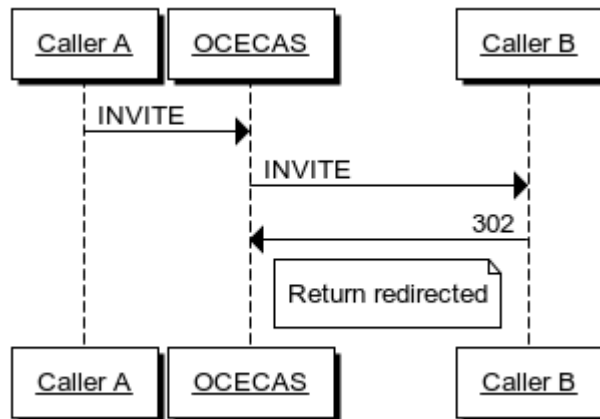 Caller A OCECAS Caller B
INVITE
INVITE
302
Return redirected
Caller A OCECAS Caller B